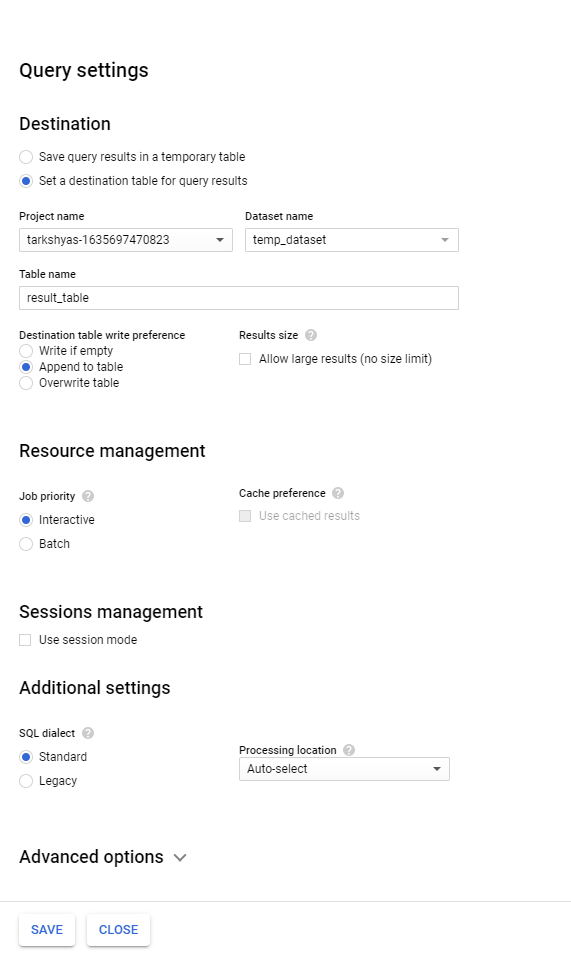 Query settings
Destination
Save query results in a temporary table
Set a destination table for query results
Project name
Dataset name
tarkshyas-1635697470823
temp_dataset
Table name
result_table
Destination table write preference
Results size
Write if empty
Allow large results (no size limit)
Append to table
Overwrite table
Resource management
Job priority
Cache preference
Interactive
Use cached results
Batch
Sessions management
Use session mode
Additional settings
SQL dialect
Standard
Processing location
Auto-select
Legacy
Advanced options
SAVE
CLOSE